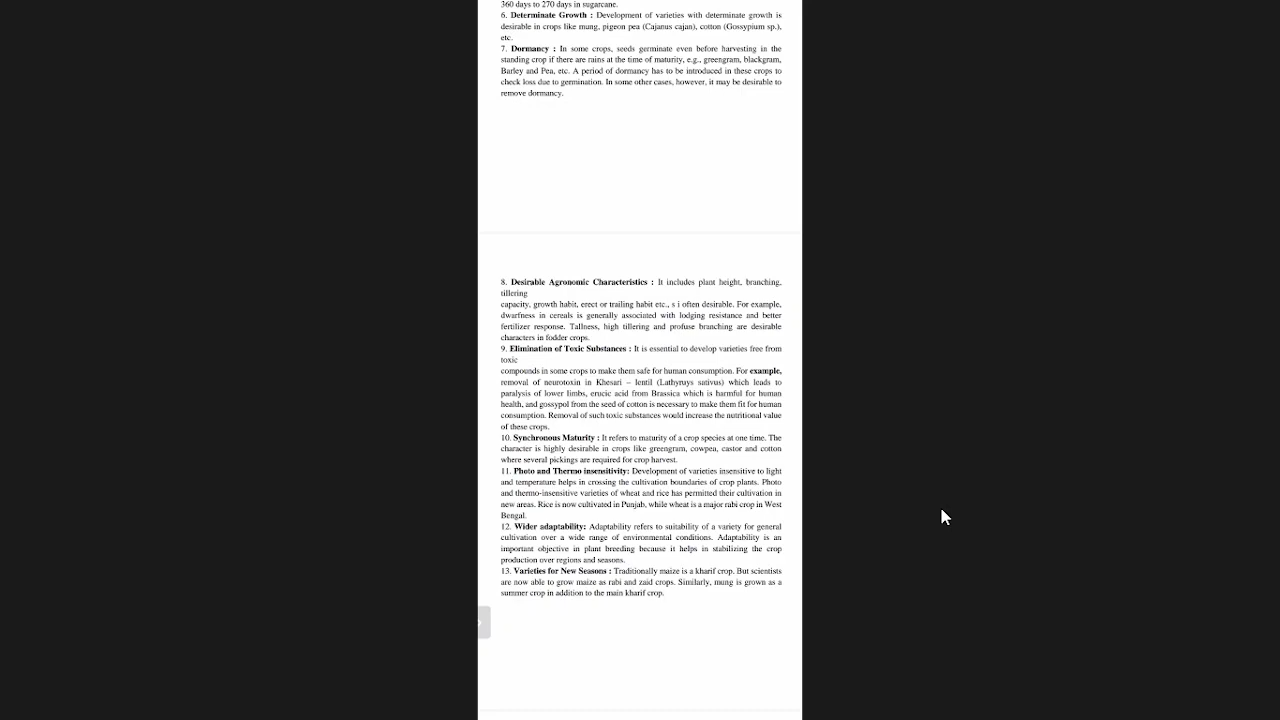 360 days to 270 days in sugarcane.
6. Determinate Growth : Development of varieties with determinate growth is
desirable in crops like mung, pigeon pea (Cajanus cajan), cotton (Gossypium sp.),
etc.
7. Dormancy : In some crops, seeds germinate even before harvesting in the
standing crop if there are rains at the time of maturity, e.g., greengram, blackgram,
Barley and Pea, etc. A period of dormancy has to be introduced in these crops to
check loss due to germination. In some other cases, however, it may be desirable to
remove dormancy.
8. Desirable Agronomic Characteristics : It includes plant height, branching,
tillering
capacity, growth habit, erect or trailing habit etc., s i often desirable. For example,
dwarfness in cereals is generally associated with lodging resistance and better
fertilizer response. Tallness, high tillering and profuse branching are desirable
characters in fodder crops.
9. Elimination of Toxic Substances : It is essential to develop varieties free from
toxic
compounds in some crops to make them safe for human consumption. For example,
removal of neurotoxin in Khesari – lentil (Lathyruys sativus) which leads to
paralysis of lower limbs, erucic acid from Brassica which is harmful for human
health, and gossypol from the seed of cotton is necessary to make them fit for human
consumption. Removal of such toxic substances would increase the nutritional value
of these crops.
10. Synchronous Maturity : It refers to maturity of a crop species at one time. The
character is highly desirable in crops like greengram, cowpea, castor and cotton
where several pickings are required for crop harvest.
11. Photo and Thermo insensitivity: Development of varieties insensitive to light
and temperature helps in crossing the cultivation boundaries of crop plants. Photo
and thermo-insensitive varieties of wheat and rice has permitted their cultivation in
new areas. Rice is now cultivated in Punjab, while wheat is a major rabi crop in West
Bengal.
12. Wider adaptability: Adaptability refers to suitability of a variety for general
cultivation over a wide range of environmental conditions. Adaptability is an
important objective in plant breeding because it helps in stabilizing the crop
production over regions and seasons.
13. Varieties for New Seasons : Traditionally maize is a kharif crop. But scientists
are now able to grow maize as rabi and zaid crops. Similarly, mung is grown as a
summer crop in addition to the main kharif crop.